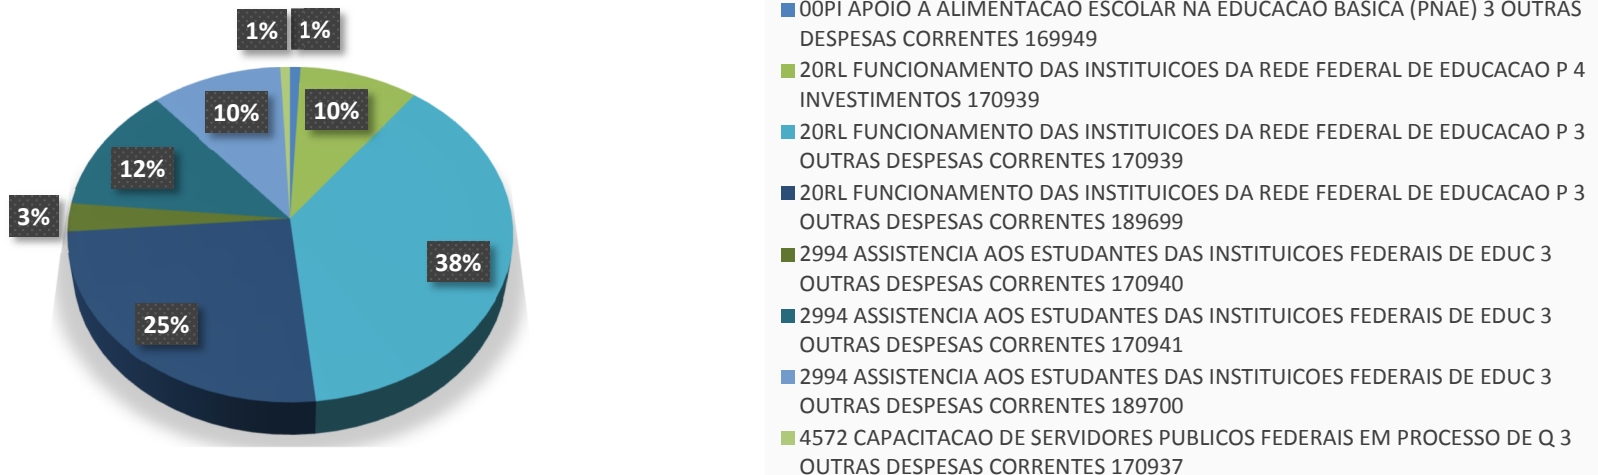 1%
1%
10%
10%
12%
3%
38%
25%
00PI APOIO A ALIMENTACAO ESCOLAR NA EDUCACAO BASICA (PNAE) 3 OUTRAS
DESPESAS CORRENTES 169949
20RL FUNCIONAMENTO DAS INSTITUICOES DA REDE FEDERAL DE EDUCACAO P 4
INVESTIMENTOS 170939
20RL FUNCIONAMENTO DAS INSTITUICOES DA REDE FEDERAL DE EDUCACAO P 3
OUTRAS DESPESAS CORRENTES 170939
20RL FUNCIONAMENTO DAS INSTITUICOES DA REDE FEDERAL DE EDUCACAO P 3
OUTRAS DESPESAS CORRENTES 189699
2994 ASSISTENCIA AOS ESTUDANTES DAS INSTITUICOES FEDERAIS DE EDUC 3
OUTRAS DESPESAS CORRENTES 170940
2994 ASSISTENCIA AOS ESTUDANTES DAS INSTITUICOES FEDERAIS DE EDUC 3
OUTRAS DESPESAS CORRENTES 170941
2994 ASSISTENCIA AOS ESTUDANTES DAS INSTITUICOES FEDERAIS DE EDUC 3
OUTRAS DESPESAS CORRENTES 189700
4572 CAPACITACAO DE SERVIDORES PUBLICOS FEDERAIS EM PROCESSO DE Q 3
OUTRAS DESPESAS CORRENTES 170937